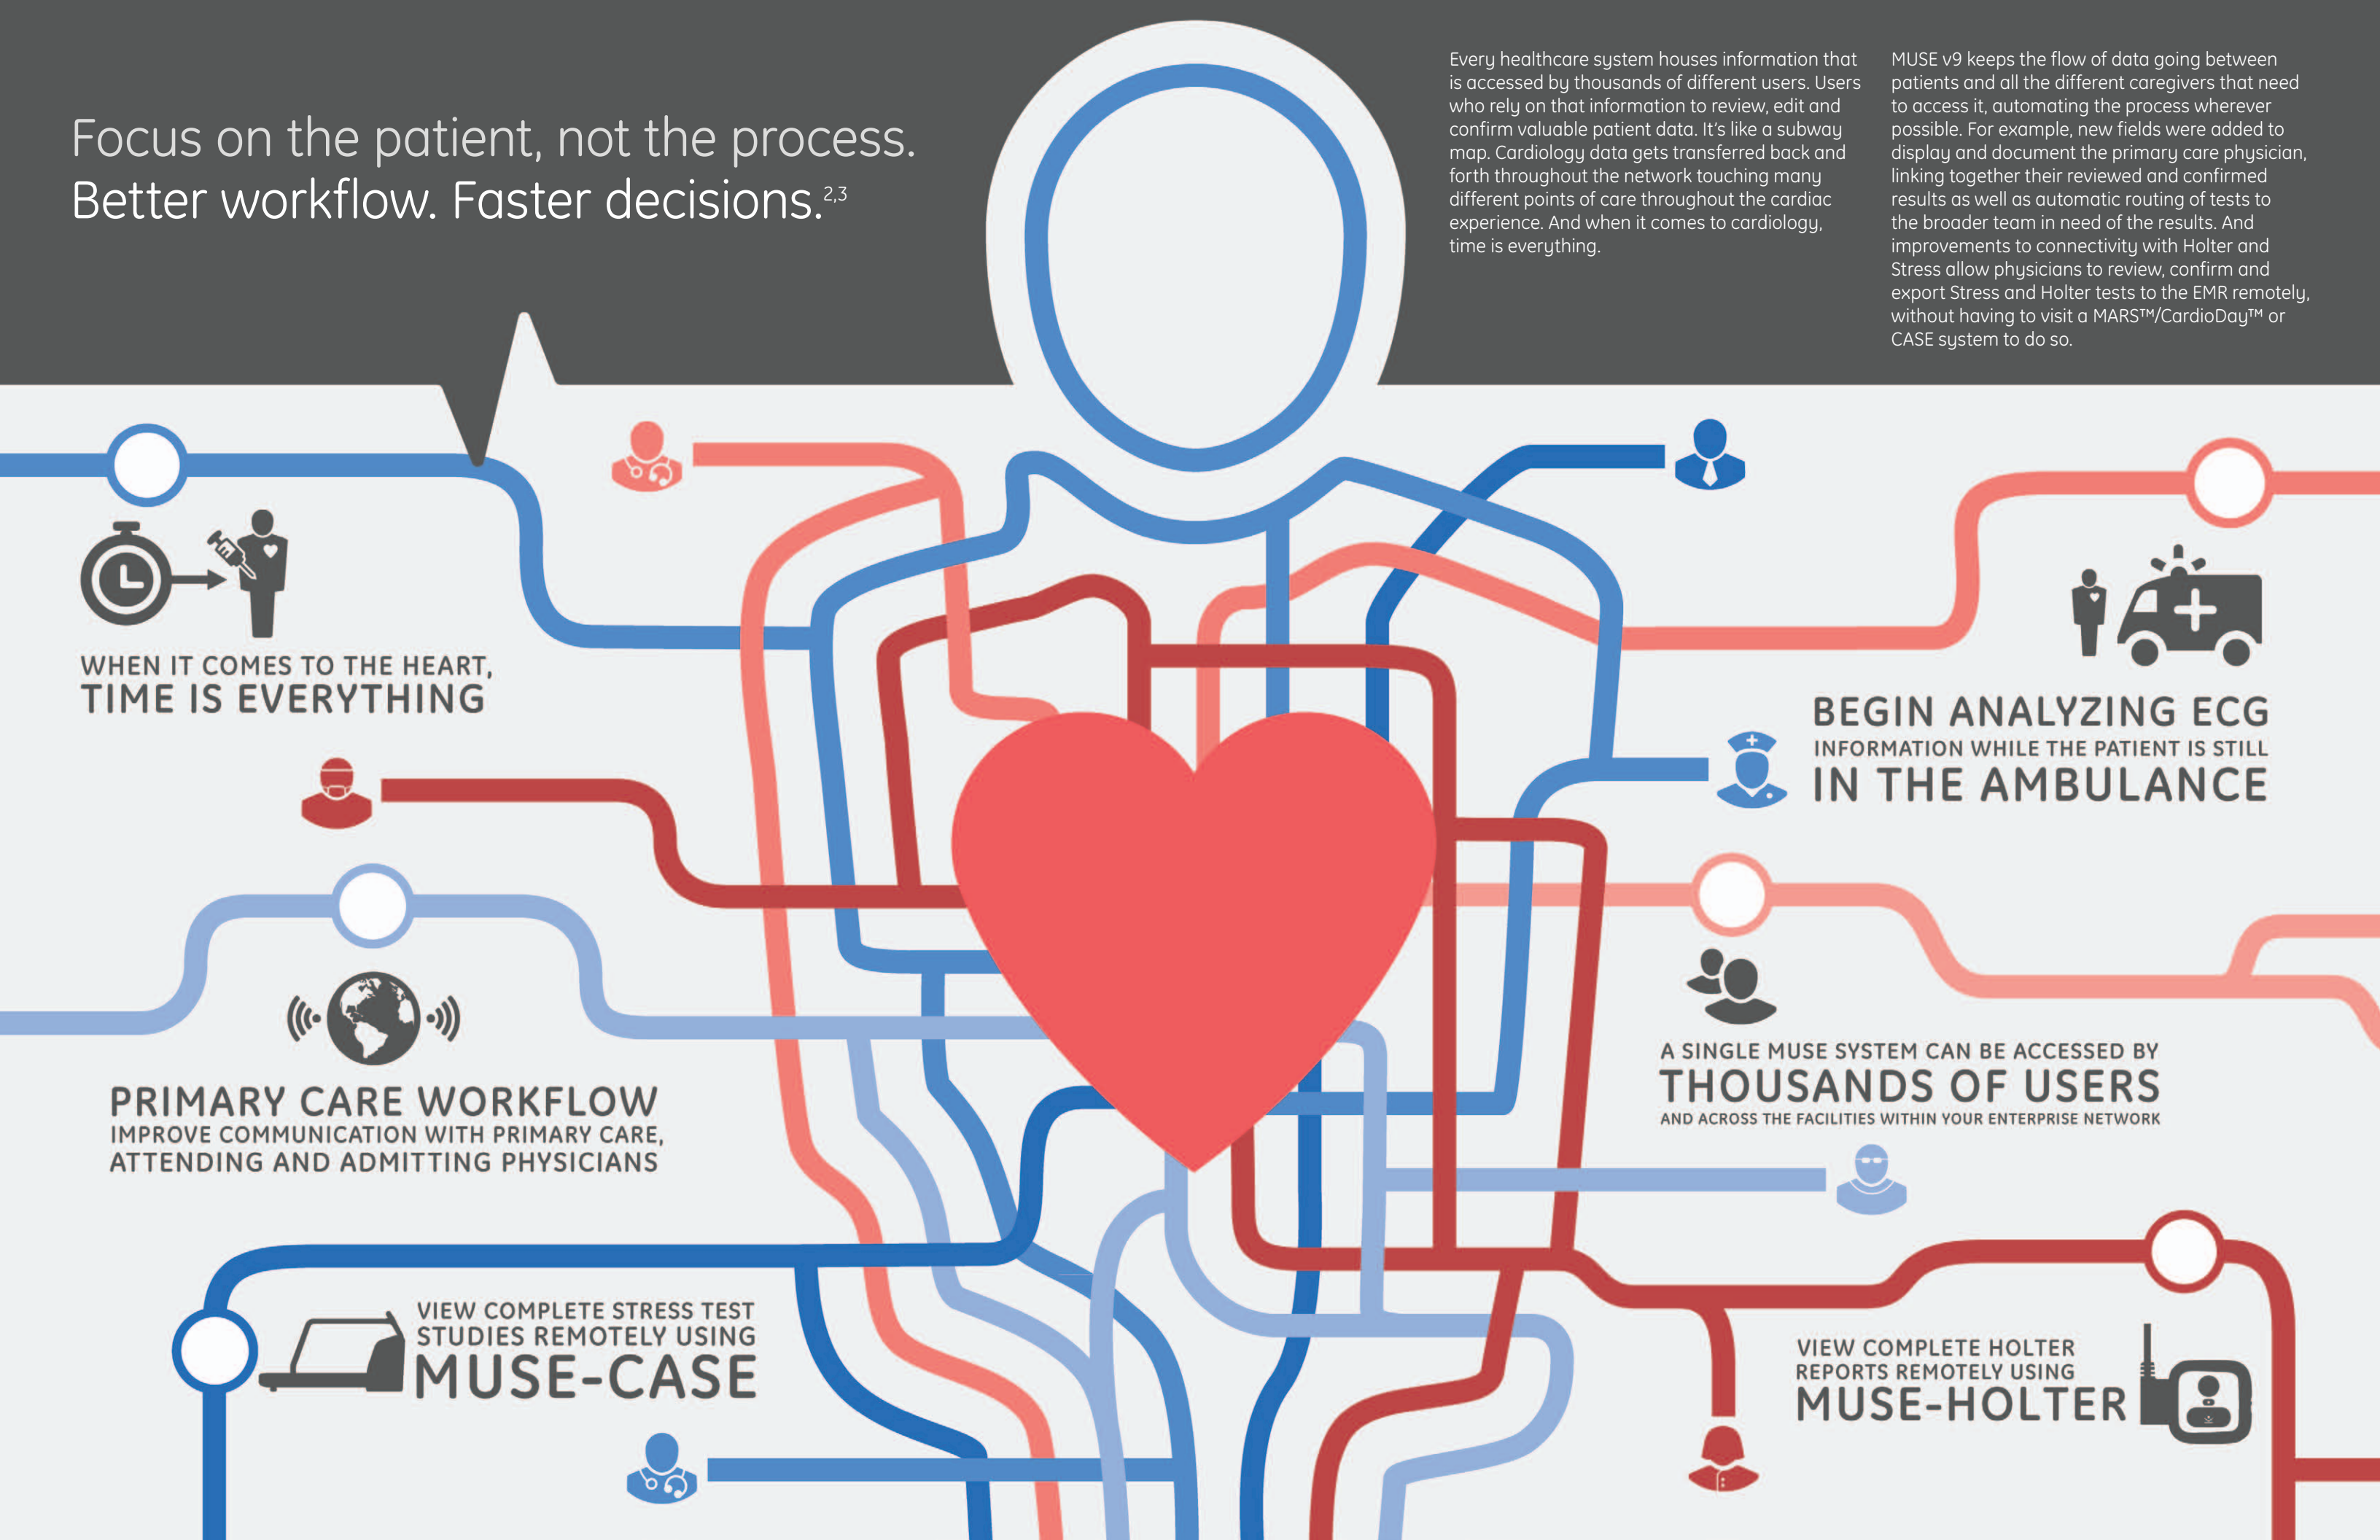 Focus on the patient, not the process.
Better workflow. Faster decisions.2,3
Every healthcare system houses information that
is accessed by thousands of different users. Users
who rely on that information to review, edit and
confirm valuable patient data. It's like a subway
map. Cardiology data gets transferred back and
forth throughout the network touching many
different points of care throughout the cardiac
experience. And when it comes to cardiology,
time is everything.
MUSE v9 keeps the flow of data going between
patients and all the different caregivers that need
to access it, automating the process wherever
possible. For example, new fields were added to
display and document the primary care physician,
linking together their reviewed and confirmed
results as well as automatic routing of tests to
the broader team in need of the results. And
improvements to connectivity with Holter and
Stress allow physicians to review, confirm and
export Stress and Holter tests to the EMR remotely,
without having to visit a MARS™/CardioDay™ or
CASE system to do so.
WHEN IT COMES TO THE HEART,
TIME IS EVERYTHING
BEGIN ANALYZING ECG
INFORMATION WHILE THE PATIENT IS STILL
IN THE AMBULANCE
PRIMARY CARE WORKFLOW
IMPROVE COMMUNICATION WITH PRIMARY CARE,
ATTENDING AND ADMITTING PHYSICIANS
A SINGLE MUSE SYSTEM CAN BE ACCESSED BY
THOUSANDS OF USERS
AND ACROSS THE FACILITIES WITHIN YOUR ENTERPRISE NETWORK
VIEW COMPLETE STRESS TEST
STUDIES REMOTELY USING
MUSE-CASE
VIEW COMPLETE HOLTER
REPORTS REMOTELY USING
MUSE-HOLTER